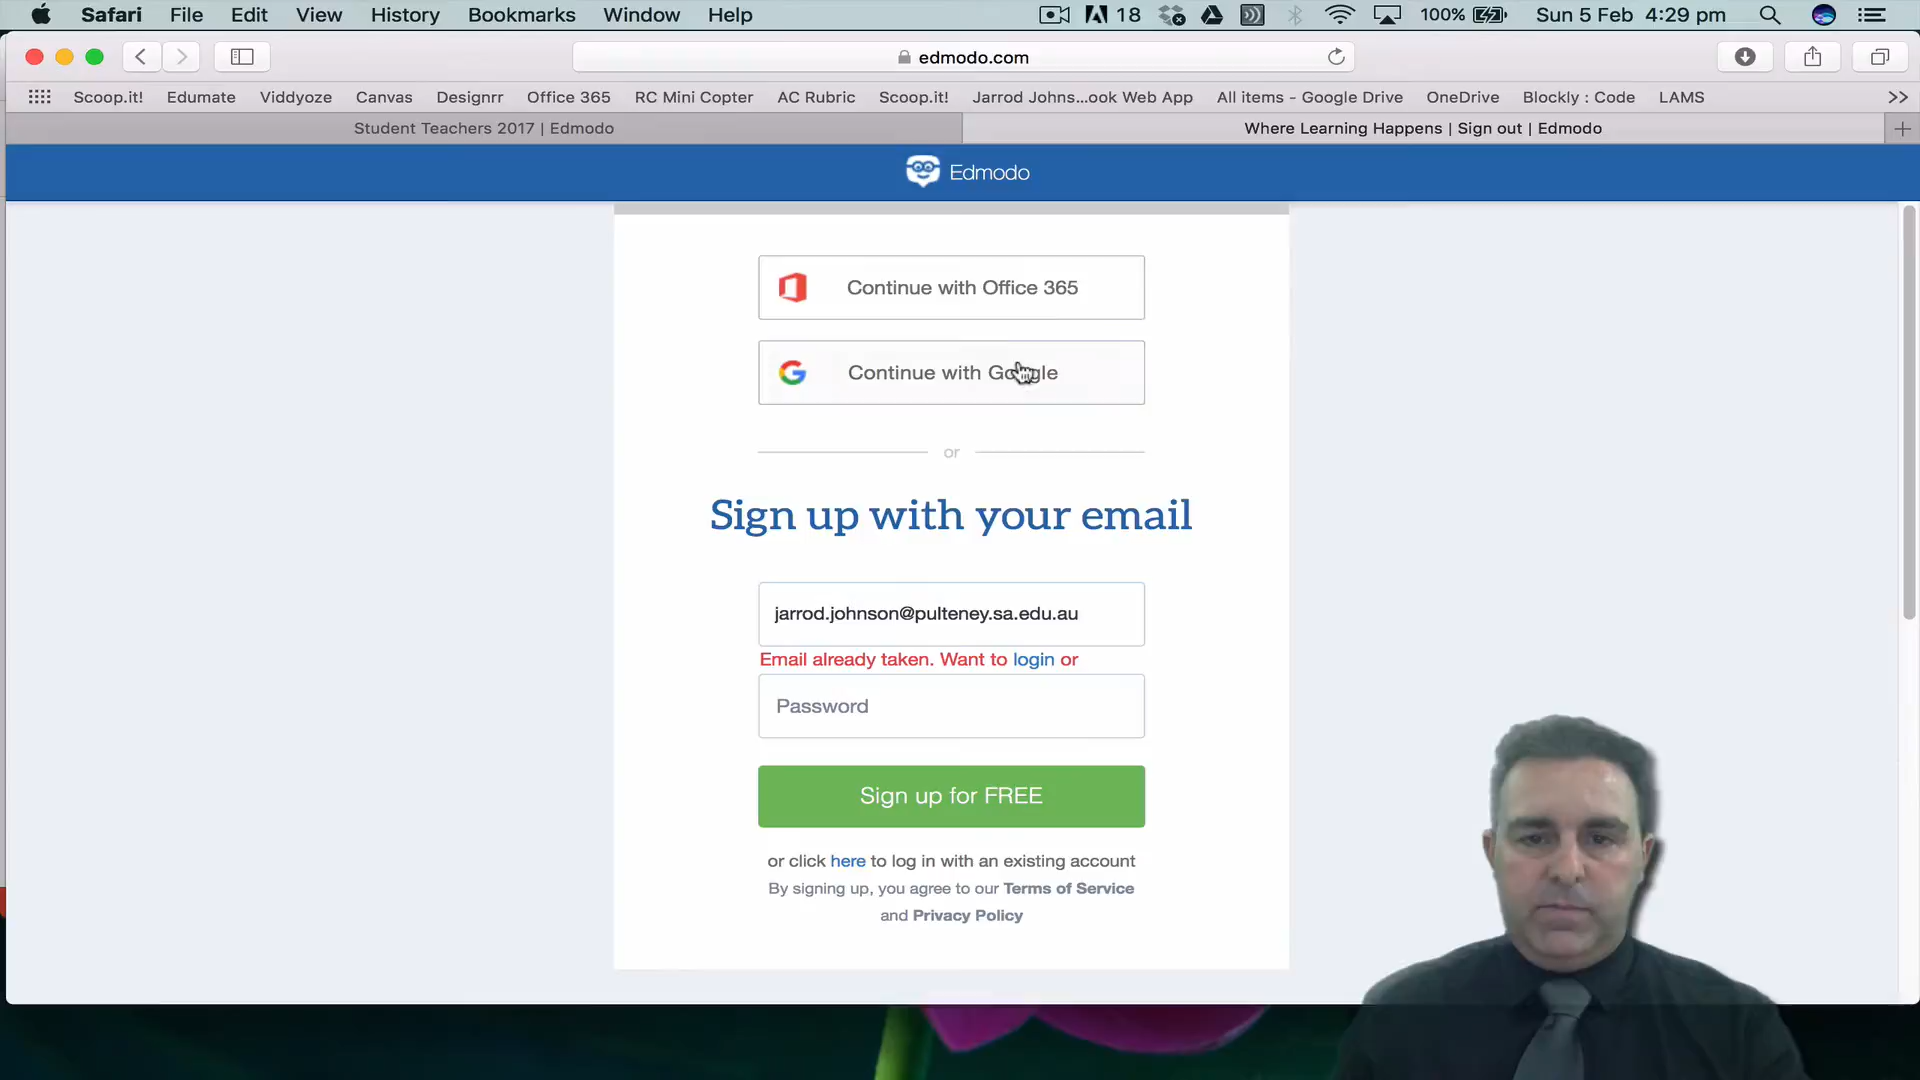 Safari File Edit View History Bookmarks Window Help 18 100% Sun 5 Feb 4:29 pm
edmodo.com
Scoop.it! Edumate Viddyoze Canvas Designrr Office 365 RC Mini Copter AC Rubric Scoop.it! Jarrod Johns...ook Web App All items - Google Drive OneDrive Blockly : Code LAMS >>
Student Teachers 2017 | Edmodo Where Learning Happens | Sign out | Edmodo
Edmodo
Continue with Office 365
Continue with Google
or
Sign up with your email
jarrod.johnson@pulteney.sa.edu.au
Email already taken. Want to login or
Password
Sign up for FREE
or click here to log in with an existing account
By signing up, you agree to our Terms of Service
and Privacy Policy